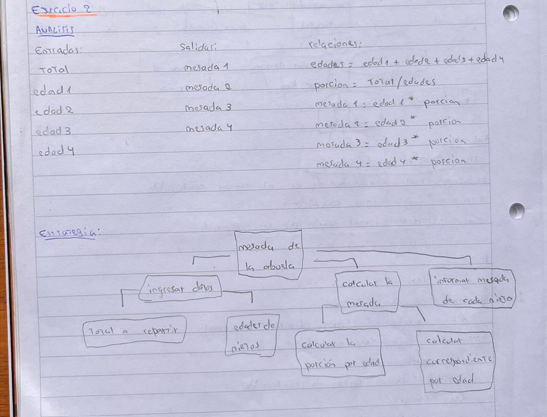 Ejercicio 2
Analisis
Entradas: Salidas: relaciones:
Total mesada 1 edades = edad 1 + edad 2 + edad 3 + edad 4
edad 1 mesada 2 porcion = Total / edades
edad 2 mesada 3 mesada 1 = edad 1 * porcion
edad 3 mesada 4 mesada 2 = edad 2 * porcion
edad 4 mesada 3 = edad 3 * porcion
mesada 4 = edad 4 * porcion
Estrategia:
mesada de
la abuela
ingresar datos
calcular la
mesada
informar mesada
de cada nieto
Total a repartir
edades de
nietos
calcular la
porción por edad
calcular
correspondiente
por edad